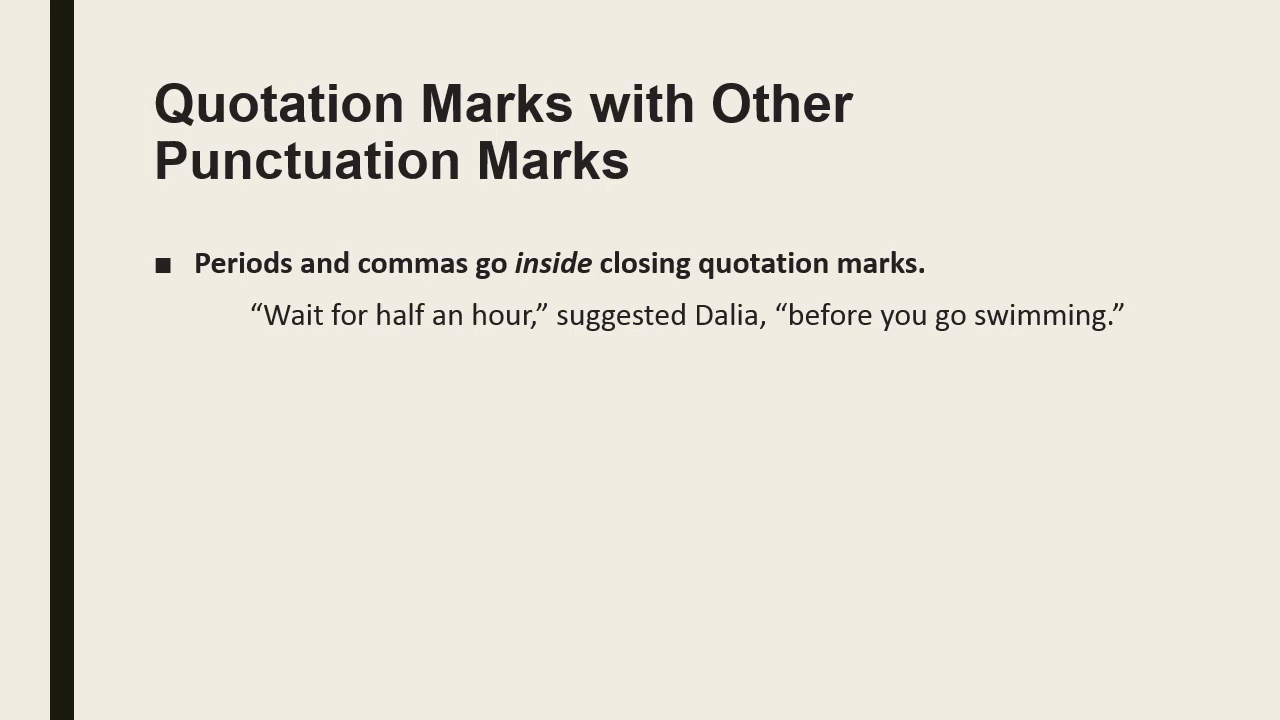 Quotation Marks with Other
Punctuation Marks
■ Periods and commas go inside closing quotation marks.
“Wait for half an hour,” suggested Dalia, “before you go swimming.”